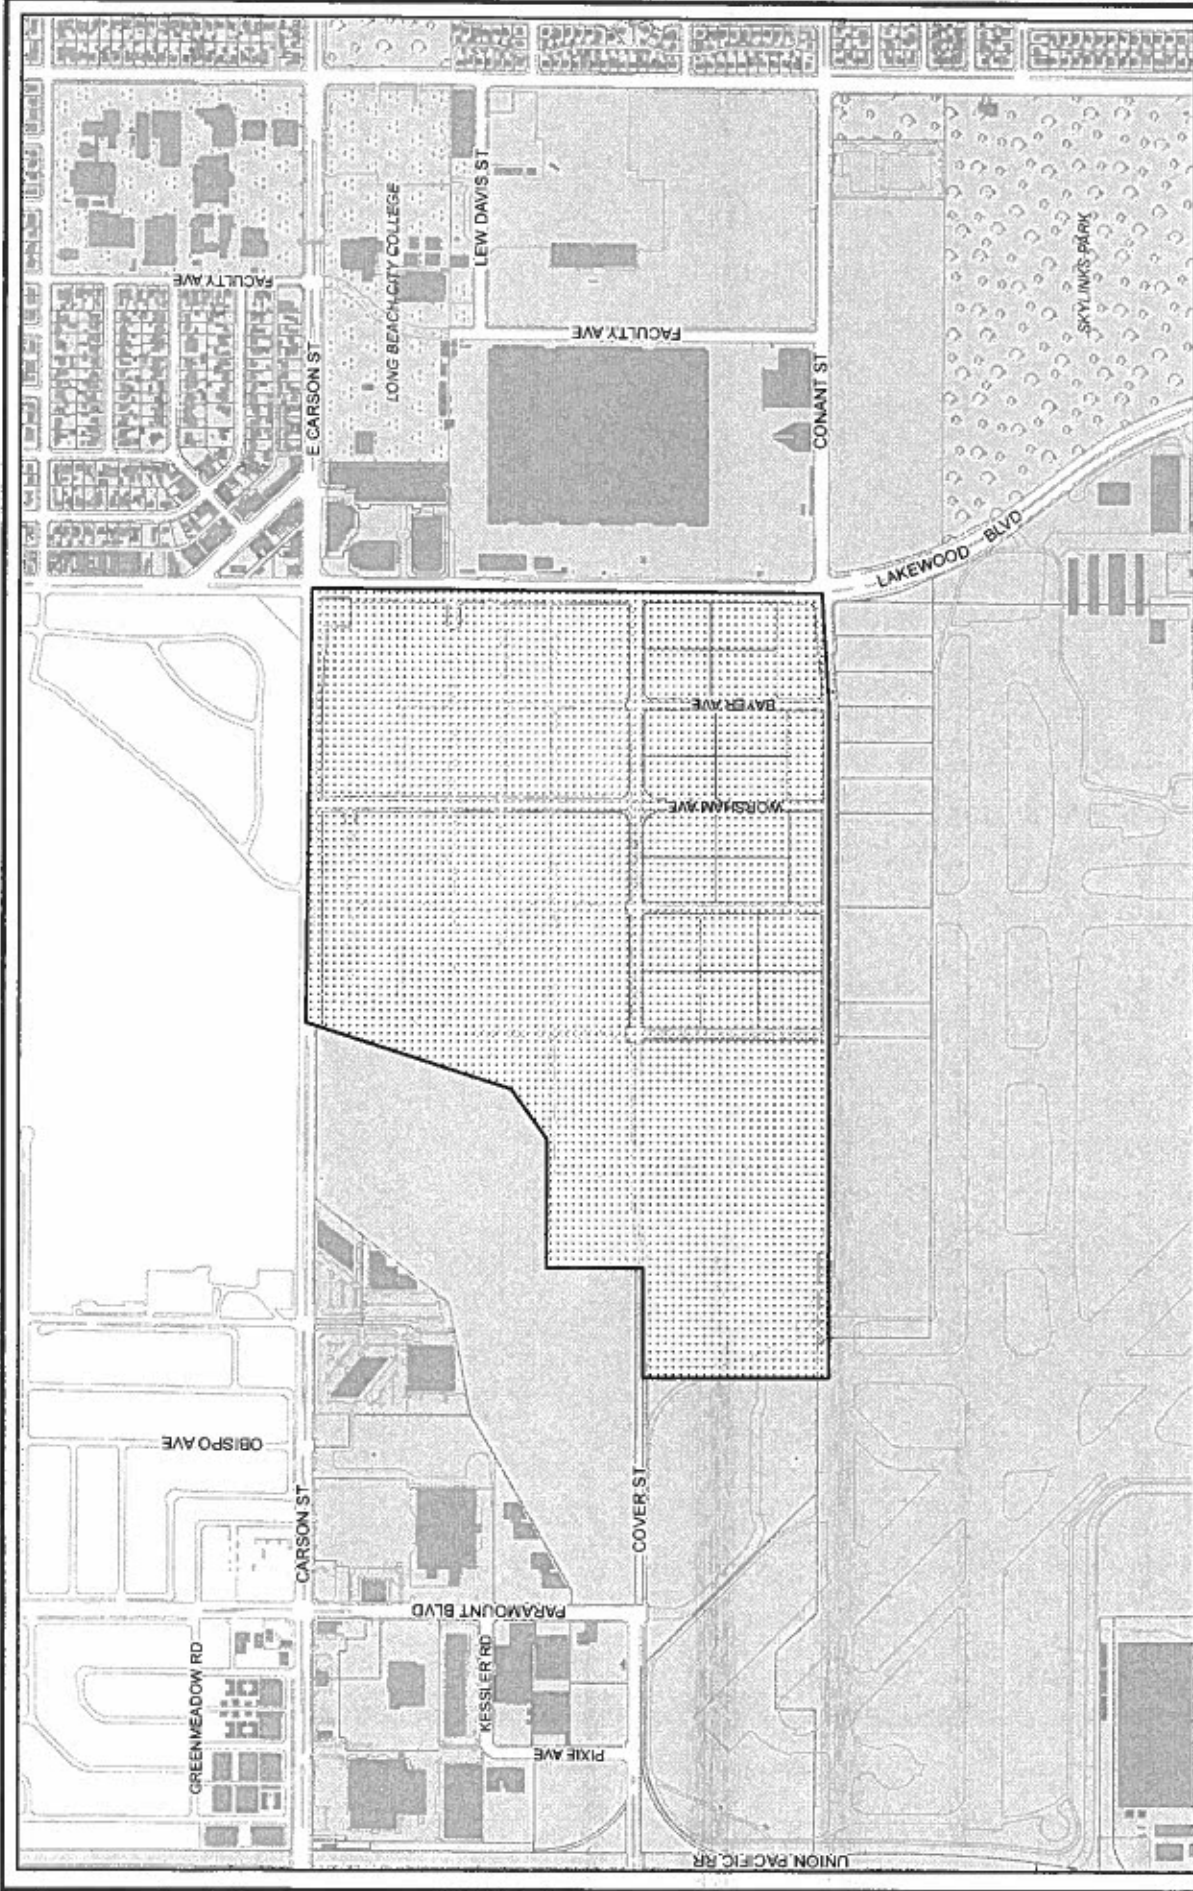 FACULTY AVE
E CARSON ST
LONG BEACH CITY COLLEGE
LEW DAVIS ST
FACULTY AVE
CONANT ST
SKYLINKS PARK
LAKEWOOD BLVD
BAYER AVE
WORSHAM AVE
OBISPO AVE
CARSON ST
COVER ST
PARAMOUNT BLVD
GREENMEADOW RD
KESSLER RD
PIXIE AVE
UNION PACIFIC RR